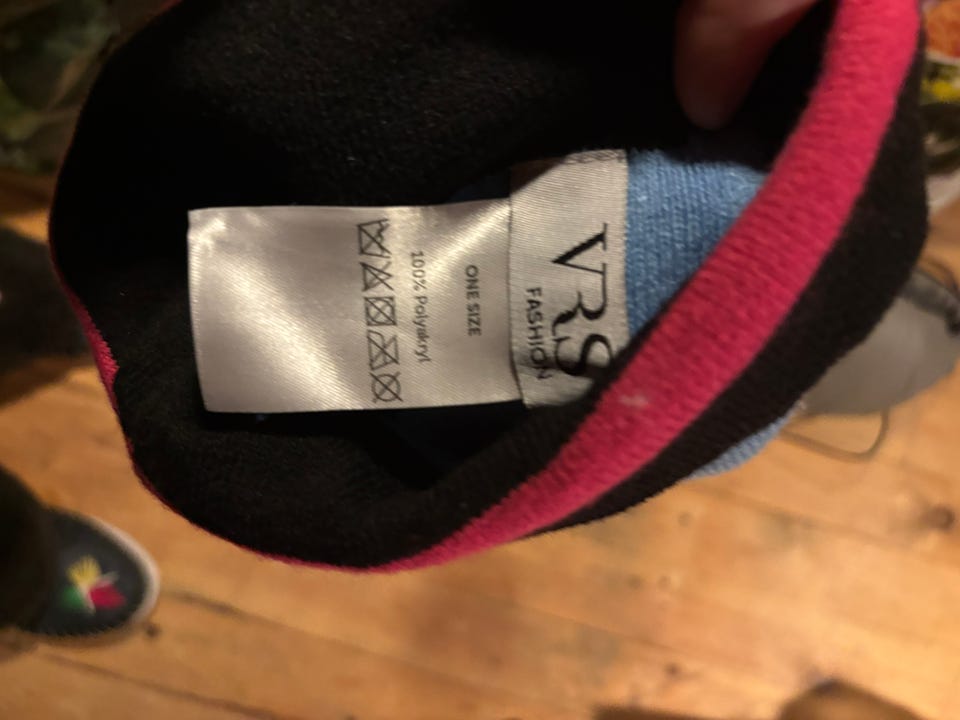 VRS
FASHION
ONE SIZE
100% Polyakryl